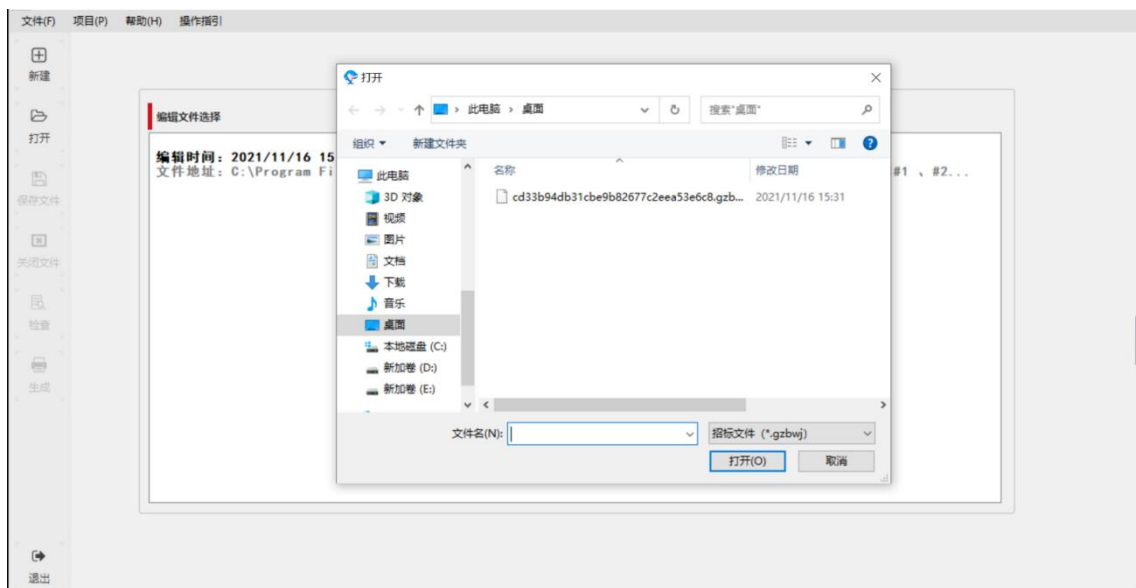 文件(F) 项目(P) 帮助(H) 操作指引
新建
打开
保存文件
关闭文件
检查
生成
退出
编辑文件选择
编辑时间：2021/11/16 15
文件地址：C:\Program Fi
#1 、#2...
打开
此电脑 › 桌面
搜索"桌面"
组织 新建文件夹
此电脑
3D 对象
视频
图片
文档
下载
音乐
桌面
本地磁盘 (C:)
新加卷 (D:)
新加卷 (E:)
名称 修改日期
cd33b94db31cbe9b82677c2eea53e6c8.gzb... 2021/11/16 15:31
文件名(N):
招标文件 (*.gzbwj)
打开(O) 取消